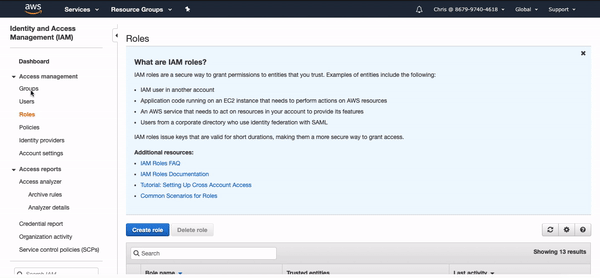 aws
Services
Resource Groups
Chris @ 8679-9740-4618
Global
Support
Identity and Access
Management (IAM)
Dashboard
Access management
Groups
Users
Roles
Policies
Identity providers
Account settings
Access reports
Access analyzer
Archive rules
Analyzer details
Credential report
Organization activity
Service control policies (SCPs)
Search IAM
Roles
What are IAM roles?
IAM roles are a secure way to grant permissions to entities that you trust. Examples of entities include the following:
• IAM user in another account
• Application code running on an EC2 instance that needs to perform actions on AWS resources
• An AWS service that needs to act on resources in your account to provide its features
• Users from a corporate directory who use identity federation with SAML
IAM roles issue keys that are valid for short durations, making them a more secure way to grant access.
Additional resources:
• IAM Roles FAQ
• IAM Roles Documentation
• Tutorial: Setting Up Cross Account Access
• Common Scenarios for Roles
Create role
Delete role
Search
Showing 13 results
Role name
Trusted entities
Last activity